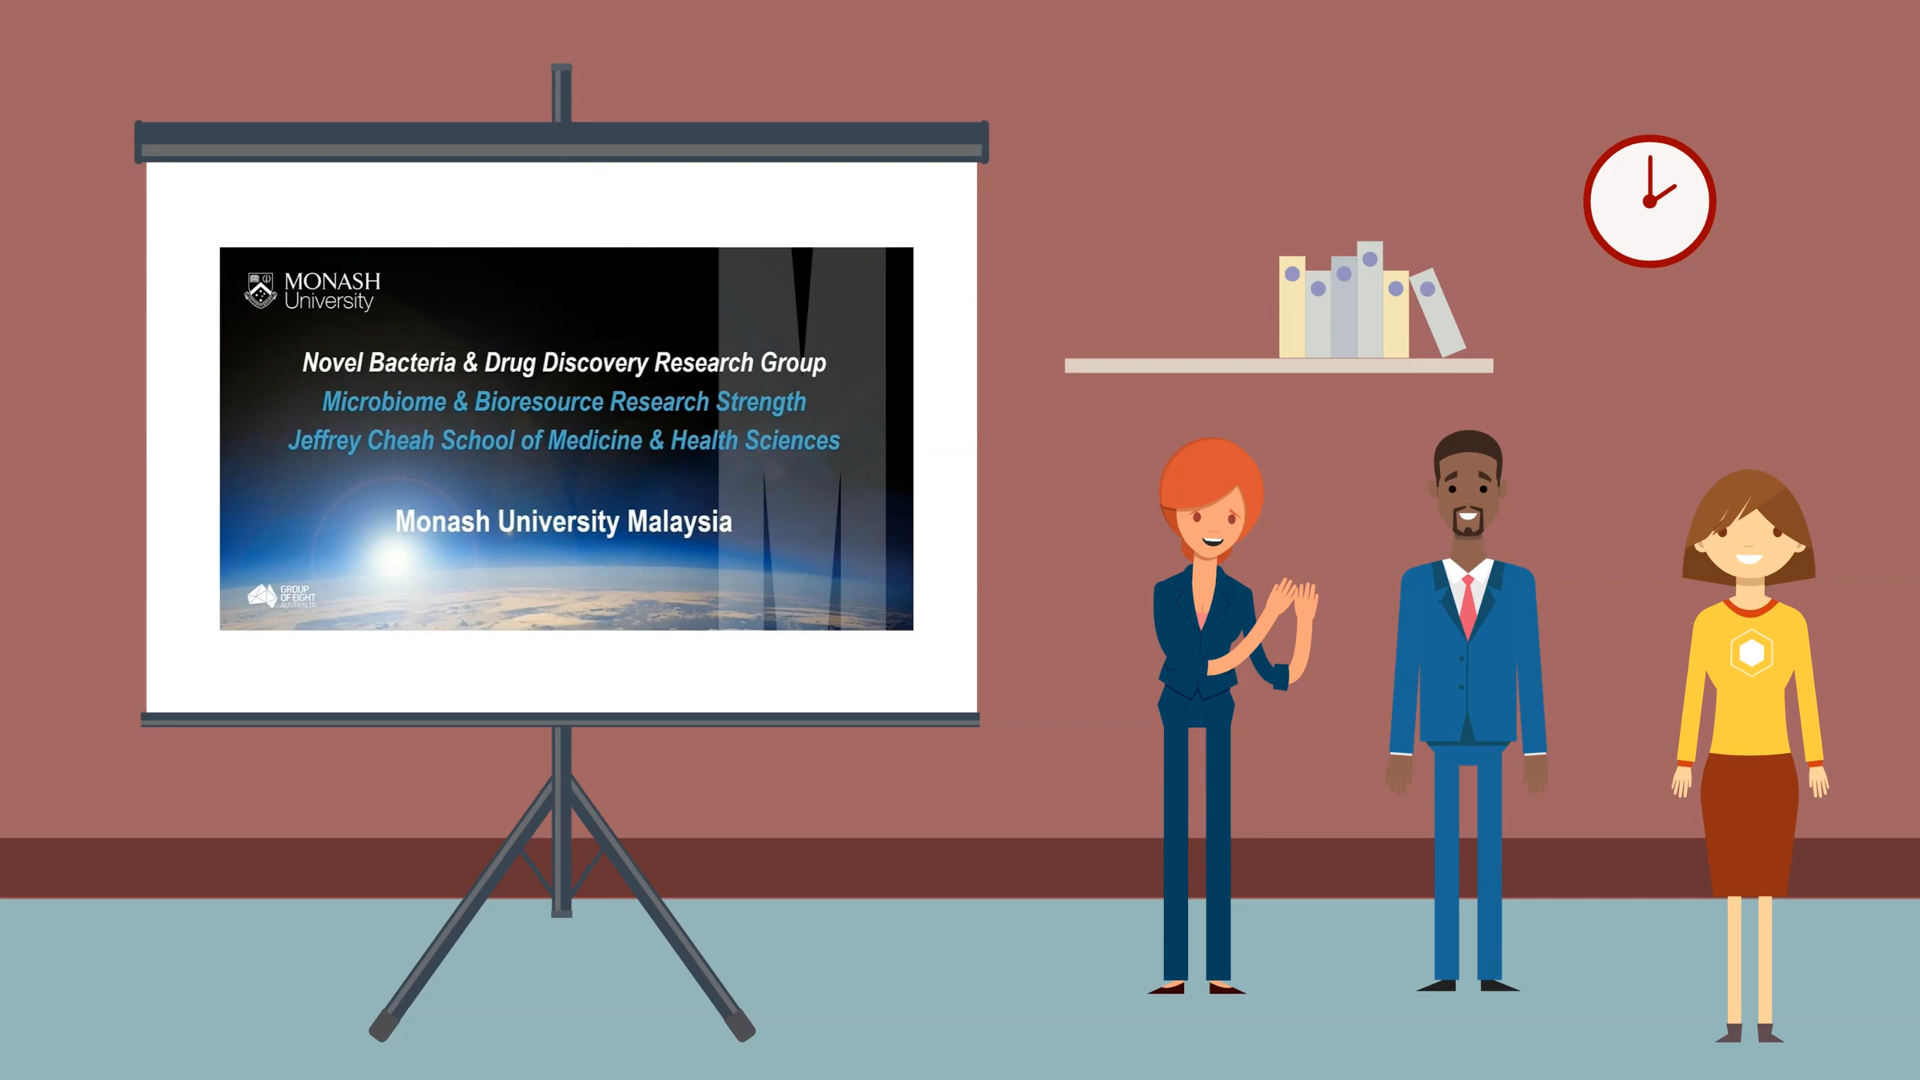 MONASH
University
Novel Bacteria & Drug Discovery Research Group
Microbiome & Bioresource Research Strength
Jeffrey Cheah School of Medicine & Health Sciences
Monash University Malaysia
GROUP
OF EIGHT
AUSTRALIA